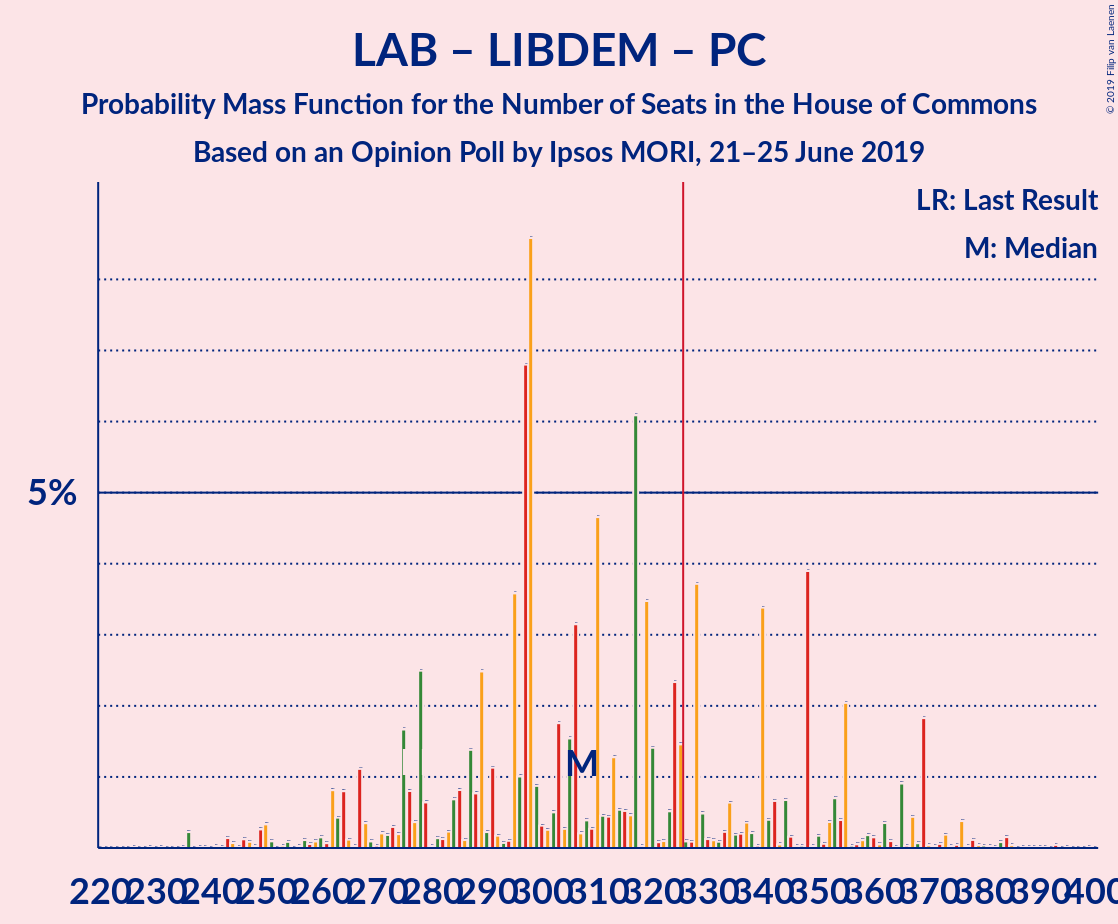 LAB – LIBDEM – PC
Probability Mass Function for the Number of Seats in the House of Commons
Based on an Opinion Poll by Ipsos MORI, 21–25 June 2019
© 2019 Filip van Laenen
LR: Last Result
M: Median
5%
M
220 230 240 250 260 270 280 290 300 310 320 330 340 350 360 370 380 390 400